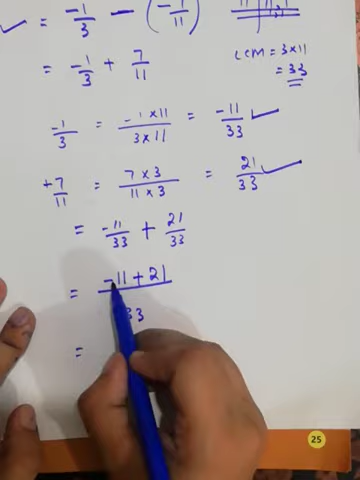 = -1/3 - (-7/11)
= -1/3 + 7/11
LCM = 3×11
= 33
-1/3 = -1×11/3×11 = -11/33
+7/11 = 7×3/11×3 = 21/33
= -11/33 + 21/33
= -11+21/33
=
25